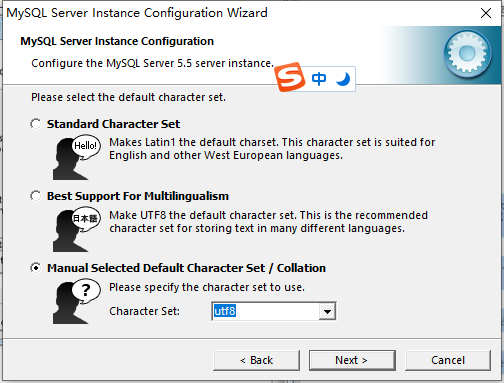 MySQL Server Instance Configuration Wizard
MySQL Server Instance Configuration
Configure the MySQL Server 5.5 server instance.
S 中
Please select the default character set.
Standard Character Set
Hello!
Makes Latin1 the default charset. This character set is suited for
English and other West European languages.
Best Support For Multilingualism
日本語
Make UTF8 the default character set. This is the recommended
character set for storing text in many different languages.
Manual Selected Default Character Set / Collation
?
Please specify the character set to use.
Character Set: utf8
< Back Next > Cancel